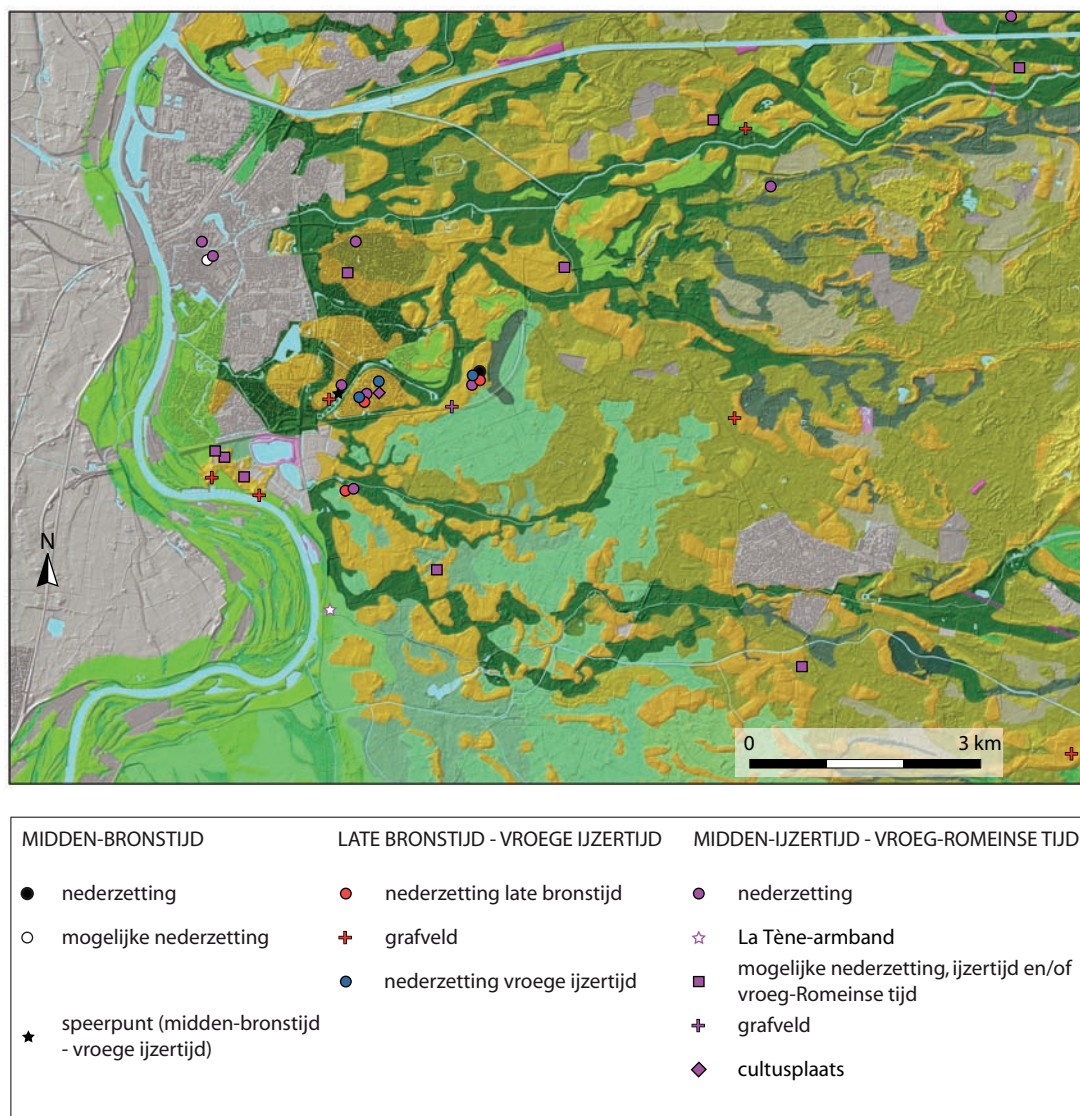 N
0 3 km
MIDDEN-BRONSTIJD
nederzetting
mogelijke nederzetting
speerpunt (midden-bronstijd
- vroege ijzertijd)
LATE BRONSTIJD - VROEGE IJZERTIJD
nederzetting late bronstijd
grafveld
nederzetting vroege ijzertijd
MIDDEN-IJZERTIJD - VROEG-ROMEINSE TIJD
nederzetting
La Tène-armband
mogelijke nederzetting, ijzertijd en/of
vroeg-Romeinse tijd
grafveld
cultusplaats